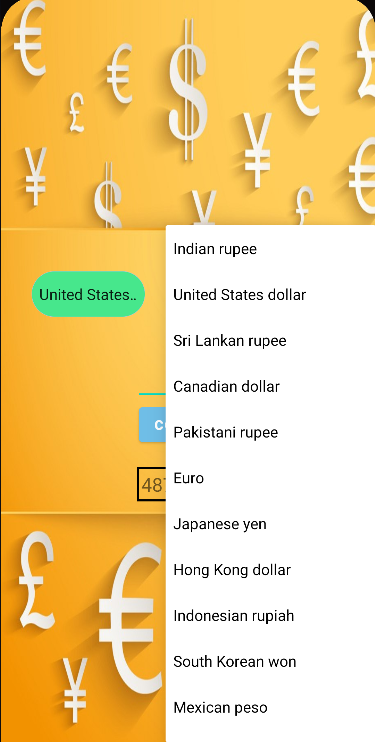 Indian rupee
United States..
United States dollar
Sri Lankan rupee
Canadian dollar
Pakistani rupee
Euro
Japanese yen
Hong Kong dollar
Indonesian rupiah
South Korean won
Mexican peso